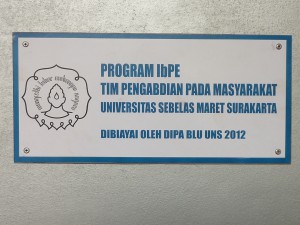 PROGRAM IbPE
TIM PENGABDIAN PADA MASYARAKAT
UNIVERSITAS SEBELAS MARET SURAKARTA
DIBIAYAI OLEH DIPA BLU UNS 2012